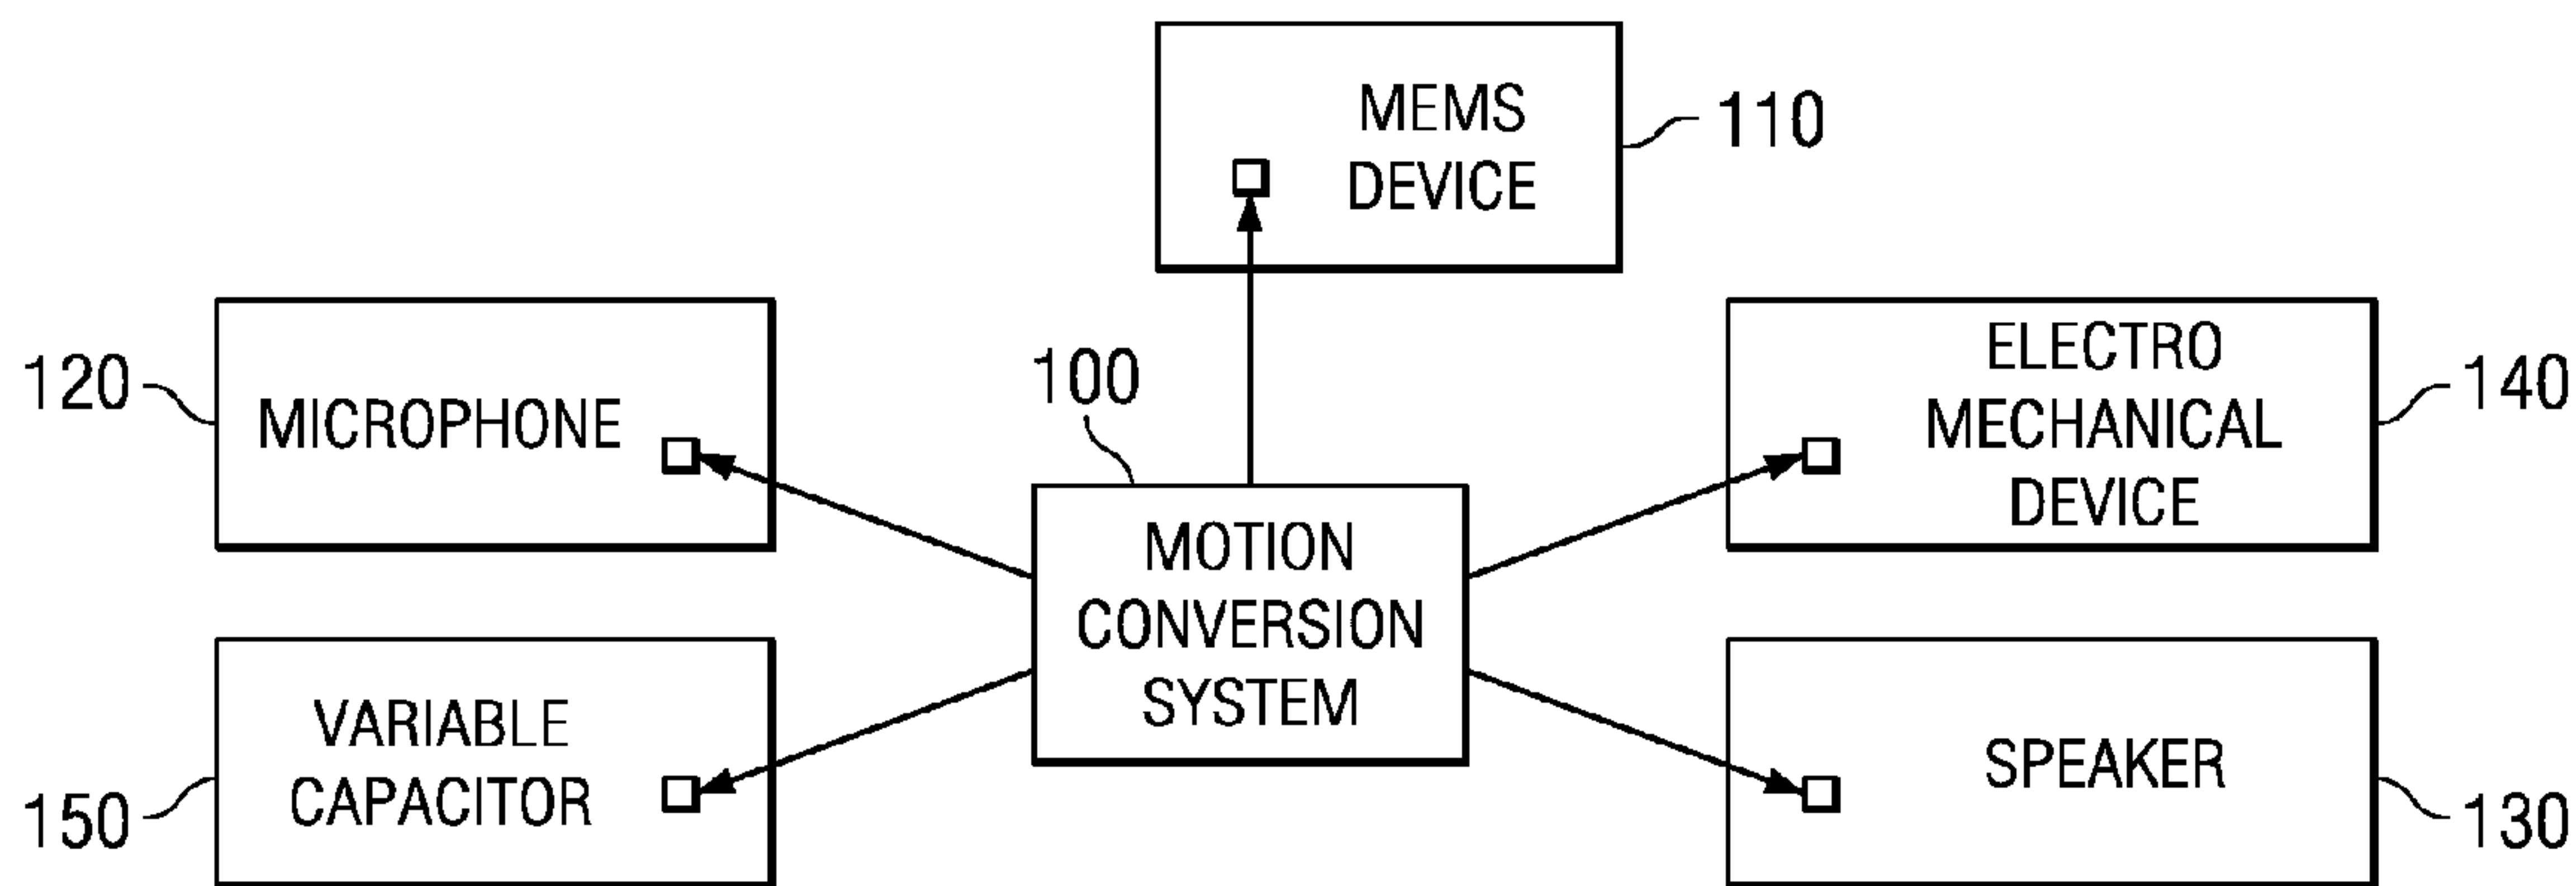 MEMS
DEVICE
110
120
MICROPHONE
100
ELECTRO
MECHANICAL
DEVICE
140
MOTION
CONVERSION
SYSTEM
150
VARIABLE
CAPACITOR
SPEAKER
130